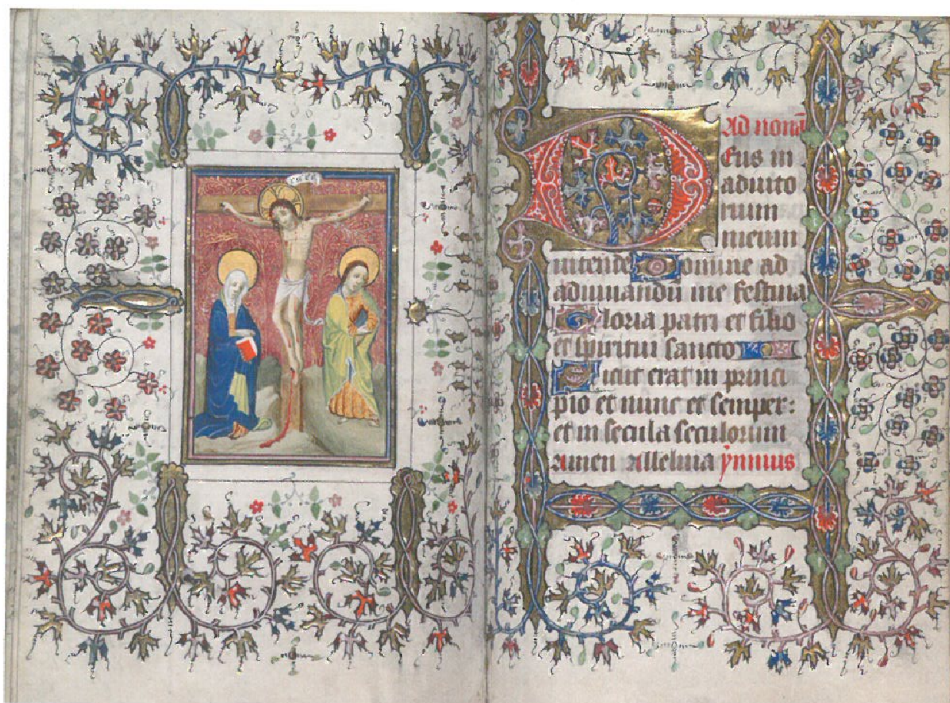 Ad nonā
Deus in
adiuto
rium
meum
intende Domine ad
adiuuandū me festina
Gloria patri et filio
et spiritui sancto
Sicut erat in princi
pio et nunc et semper:
et in secula seculorum
amen alleluia ymnus